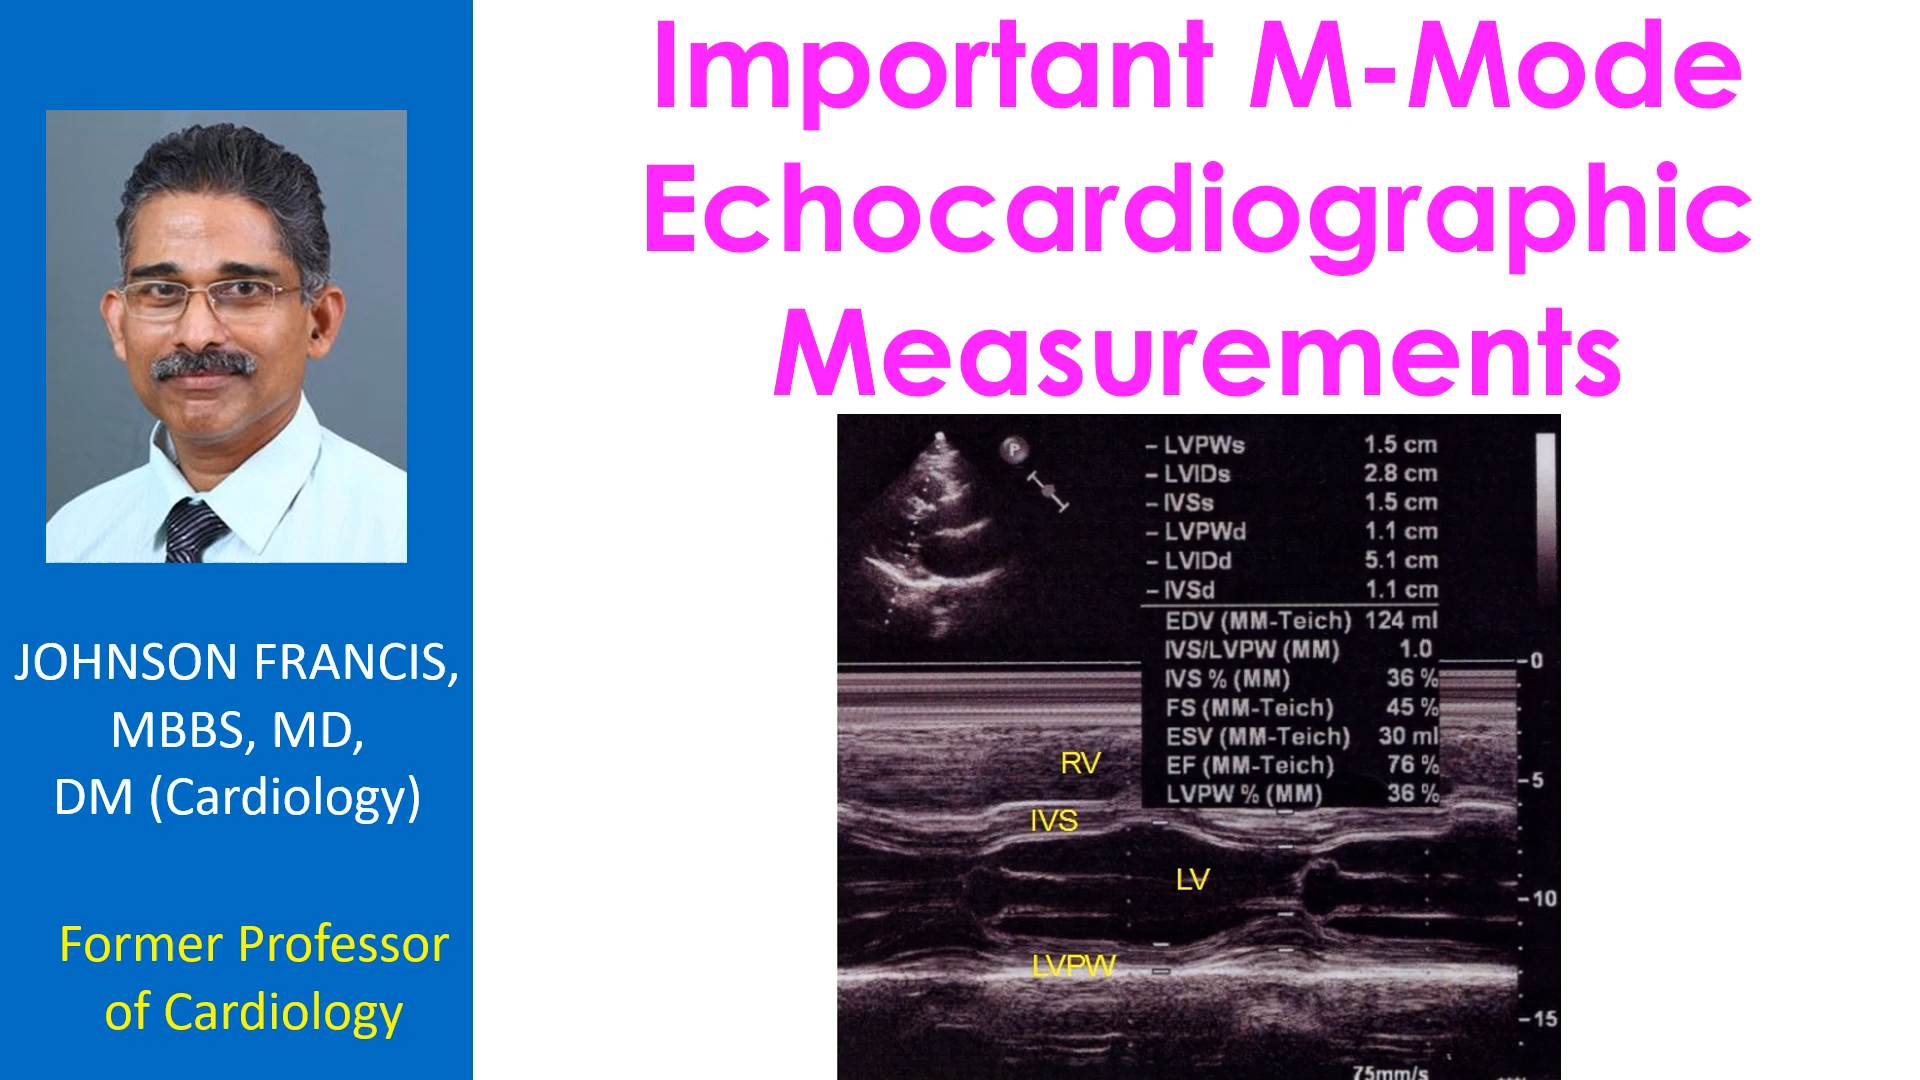 Important M-Mode
Echocardiographic
Measurements
JOHNSON FRANCIS,
MBBS, MD,
DM (Cardiology)
Former Professor
of Cardiology
P
– LVPWs 1.5 cm
– LVIDs 2.8 cm
– IVSs 1.5 cm
– LVPWd 1.1 cm
– LVIDd 5.1 cm
– IVSd 1.1 cm
EDV (MM-Teich) 124 ml
IVS/LVPW (MM) 1.0
IVS % (MM) 36 %
FS (MM-Teich) 45 %
ESV (MM-Teich) 30 ml
EF (MM-Teich) 76 %
LVPW % (MM) 36 %
0
RV
5
IVS
LV
10
LVPW
15
75mm/s